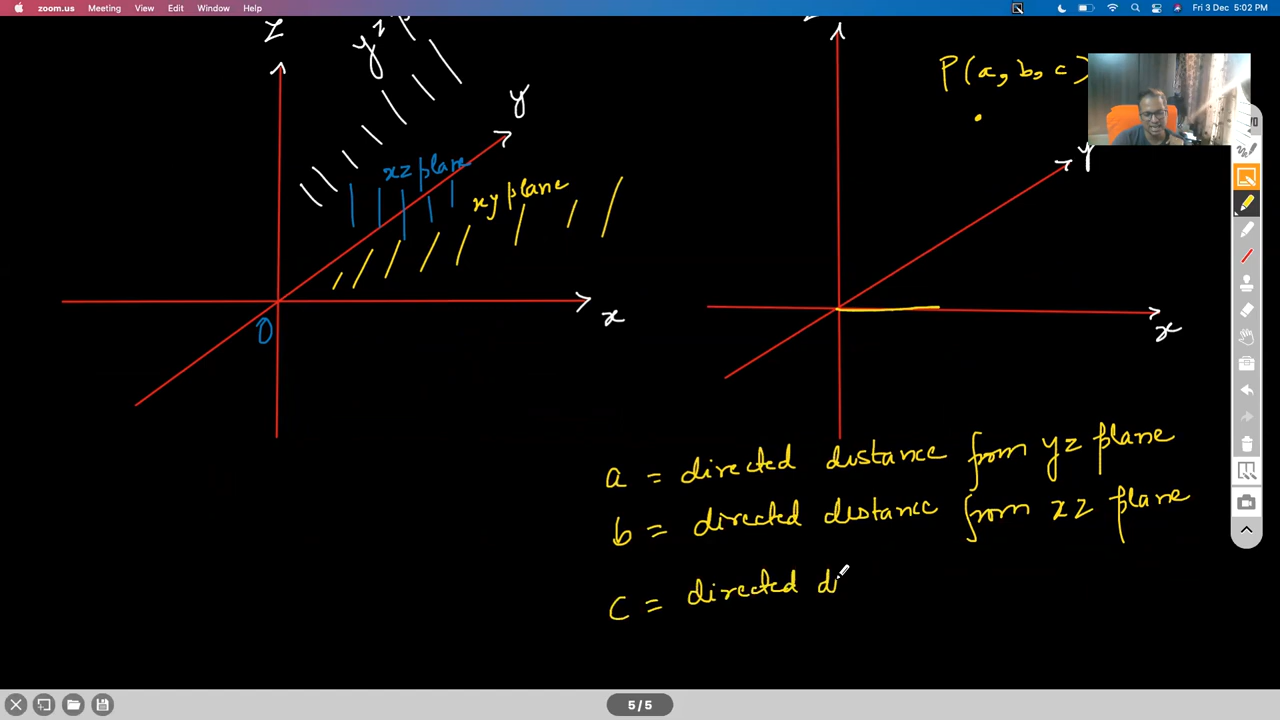 zoom.us Meeting View Edit Window Help Fri 3 Dec 5:02 PM
z
yz p
y
xz plane
xy plane
x
O
P(a, b, c)
x
a = directed distance from yz plane
b = directed distance from xz plane
c = directed di
5/5